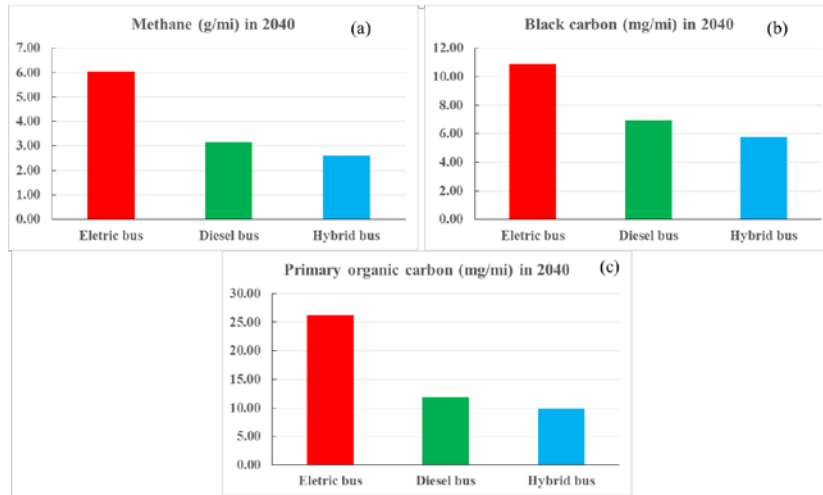 Methane (g/mi) in 2040
(a)
7.00
6.00
5.00
4.00
3.00
2.00
1.00
0.00
Eletric bus Diesel bus Hybrid bus
Black carbon (mg/mi) in 2040
(b)
12.00
10.00
8.00
6.00
4.00
2.00
0.00
Eletric bus Diesel bus Hybrid bus
Primary organic carbon (mg/mi) in 2040
(c)
30.00
25.00
20.00
15.00
10.00
5.00
0.00
Eletric bus Diesel bus Hybrid bus